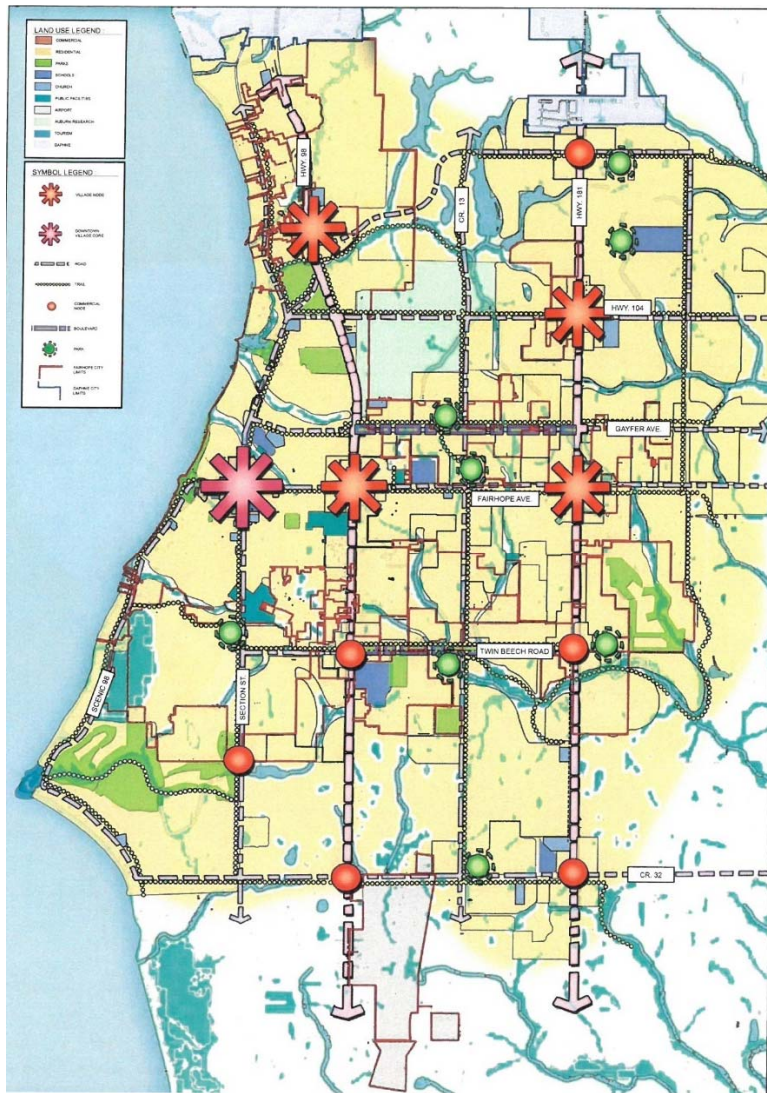 LAND USE LEGEND
COMMERCIAL
RESIDENTIAL
PARKS
SCHOOLS
CHURCH
PUBLIC FACILITIES
AIRPORT
AUBURN RESEARCH
TOURISM
DAPHNE
SYMBOL LEGEND
VILLAGE NODE
DOWNTOWN
VILLAGE CORE
ROAD
TRAIL
COMMERCIAL
NODE
BOULEVARD
PARK
FAIRHOPE CITY
LIMITS
DAPHNE CITY
LIMITS
HWY. 98
CR. 13
HWY. 181
HWY. 104
GAYFER AVE.
FAIRHOPE AVE.
TWIN BEECH ROAD
SCENIC 98
SECTION ST.
CR. 32